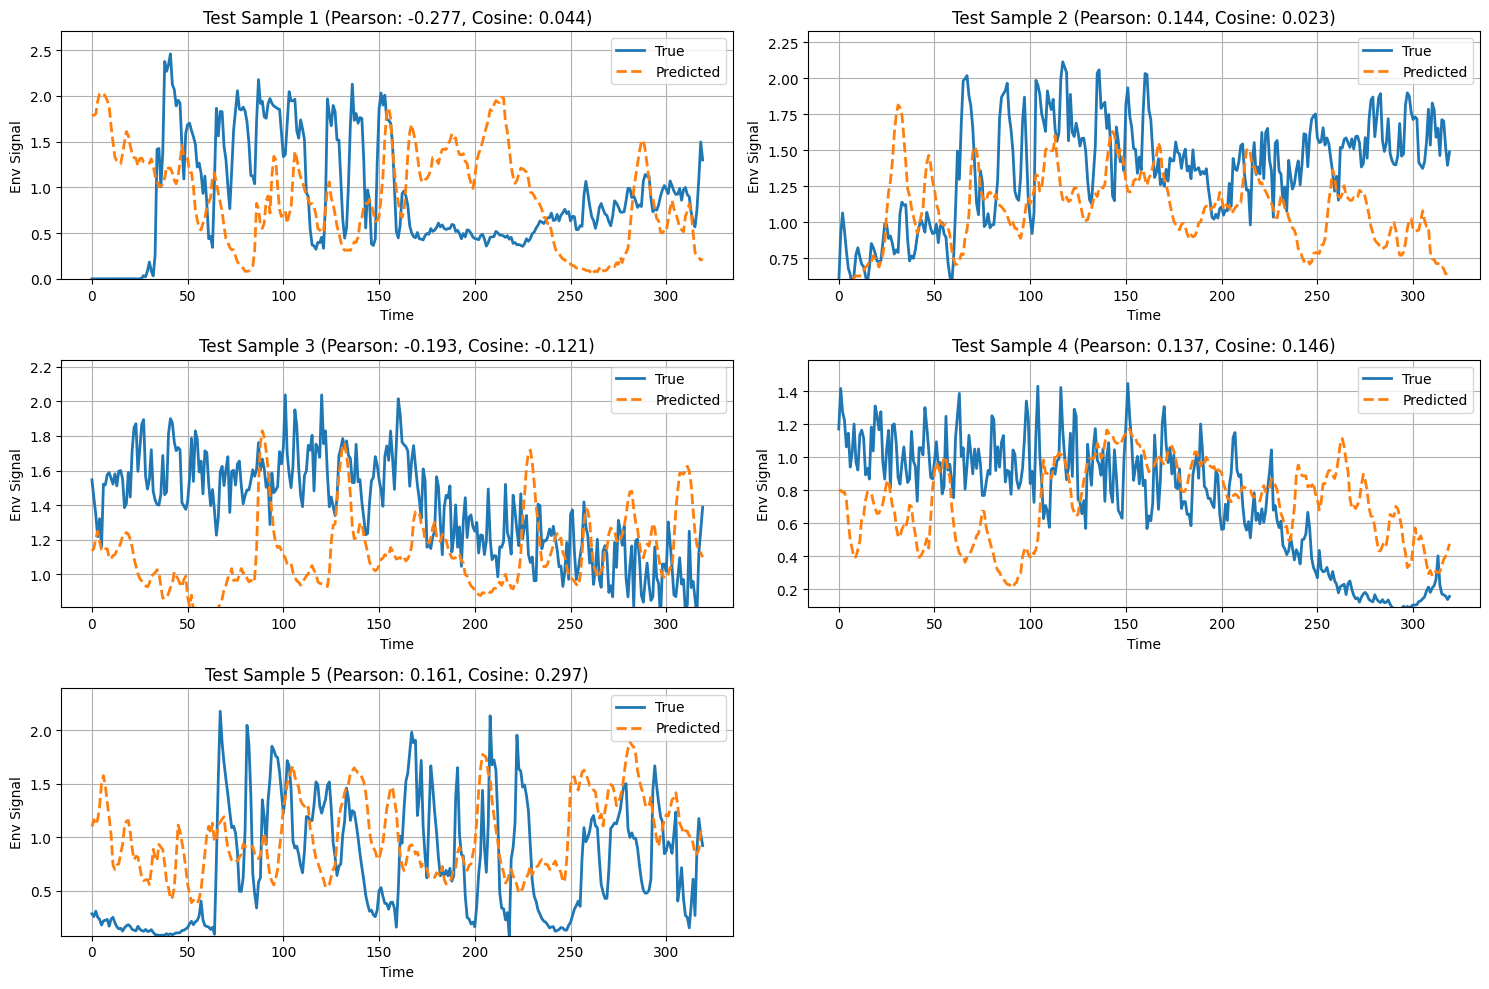 Test Sample 1 (Pearson: -0.277, Cosine: 0.044)
Env Signal
2.5
2.0
1.5
1.0
0.5
0.0
True
Predicted
0 50 100 150 200 250 300
Time
Test Sample 2 (Pearson: 0.144, Cosine: 0.023)
Env Signal
2.25
2.00
1.75
1.50
1.25
1.00
0.75
True
Predicted
0 50 100 150 200 250 300
Time
Test Sample 3 (Pearson: -0.193, Cosine: -0.121)
Env Signal
2.2
2.0
1.8
1.6
1.4
1.2
1.0
True
Predicted
0 50 100 150 200 250 300
Time
Test Sample 4 (Pearson: 0.137, Cosine: 0.146)
Env Signal
1.4
1.2
1.0
0.8
0.6
0.4
0.2
True
Predicted
0 50 100 150 200 250 300
Time
Test Sample 5 (Pearson: 0.161, Cosine: 0.297)
Env Signal
2.0
1.5
1.0
0.5
True
Predicted
0 50 100 150 200 250 300
Time